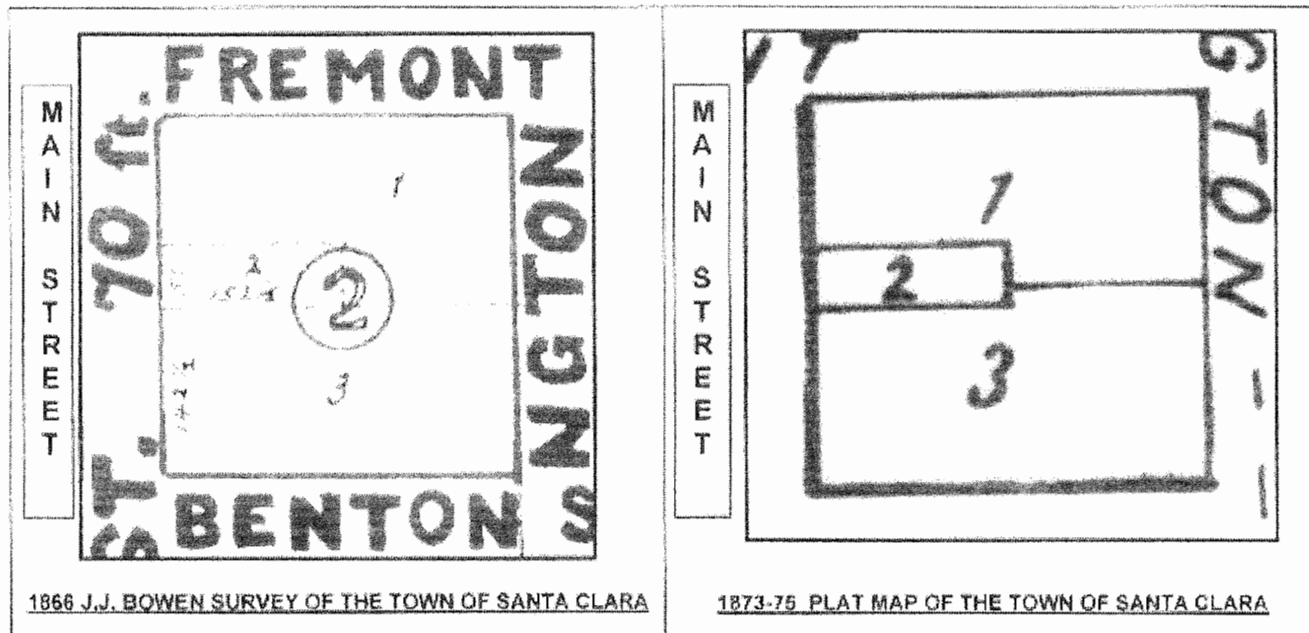 MAIN STREET
FREMONT
70 ft.
ST.
1
2
2
3
NGTON
BENTON S
1866 J.J. BOWEN SURVEY OF THE TOWN OF SANTA CLARA
MAIN STREET
GTON - -
1
2
3
1873-75 PLAT MAP OF THE TOWN OF SANTA CLARA